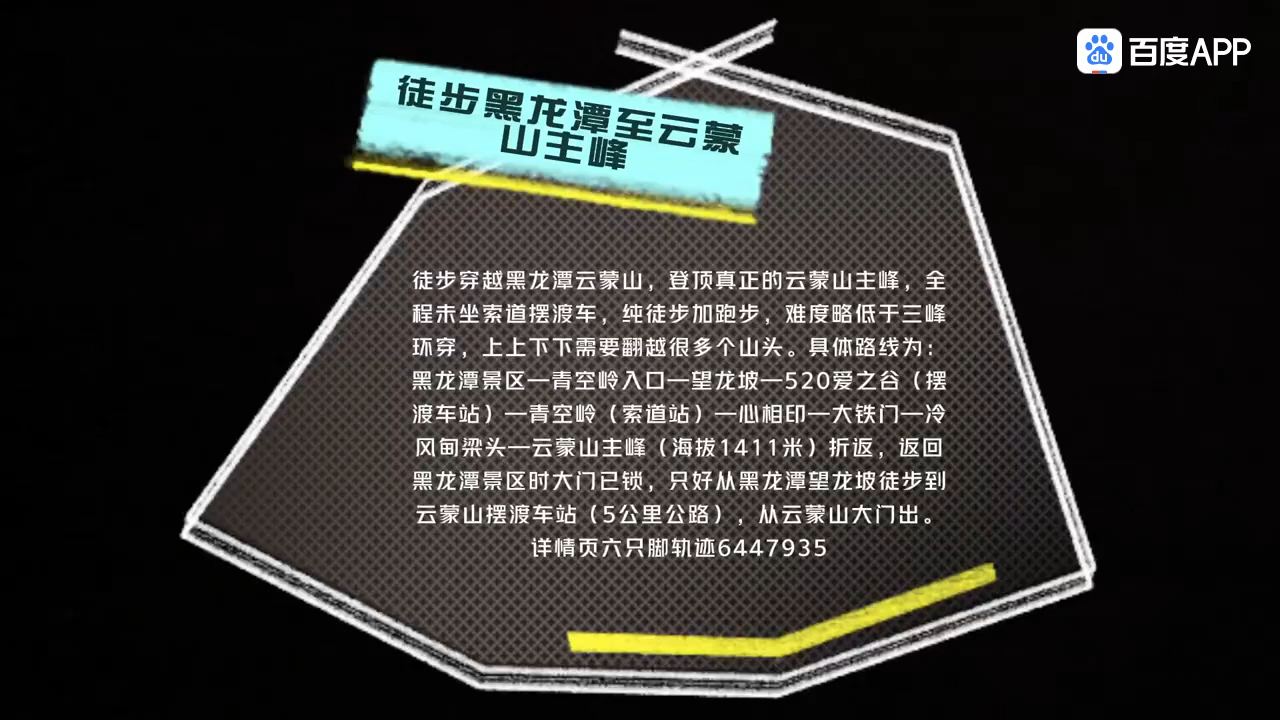 百度APP
徒步黑龙潭至云蒙
山主峰
徒步穿越黑龙潭云蒙山，登顶真正的云蒙山主峰，全
程未坐索道摆渡车，纯徒步加跑步，难度略低于三峰
环穿，上上下下需要翻越很多个山头。具体路线为：
黑龙潭景区—青空岭入口—望龙坡—520爱之谷（摆
渡车站）—青空岭（索道站）—心相印—大铁门—冷
风甸梁头—云蒙山主峰（海拔1411米）折返，返回
黑龙潭景区时大门已锁，只好从黑龙潭望龙坡徒步到
云蒙山摆渡车站（5公里公路），从云蒙山大门出。
详情页六只脚轨迹6447935